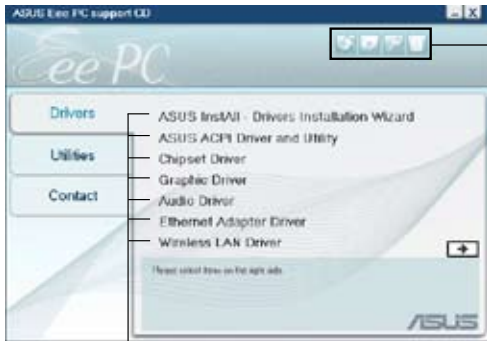 ASUS Eee PC support CD
Eee PC
Drivers
Utilities
Contact
ASUS InstAll - Drivers Installation Wizard
ASUS ACPI Driver and Utility
Chipset Driver
Graphic Driver
Audio Driver
Ethernet Adapter Driver
Wireless LAN Driver
Please select items on the right side.
ASUS